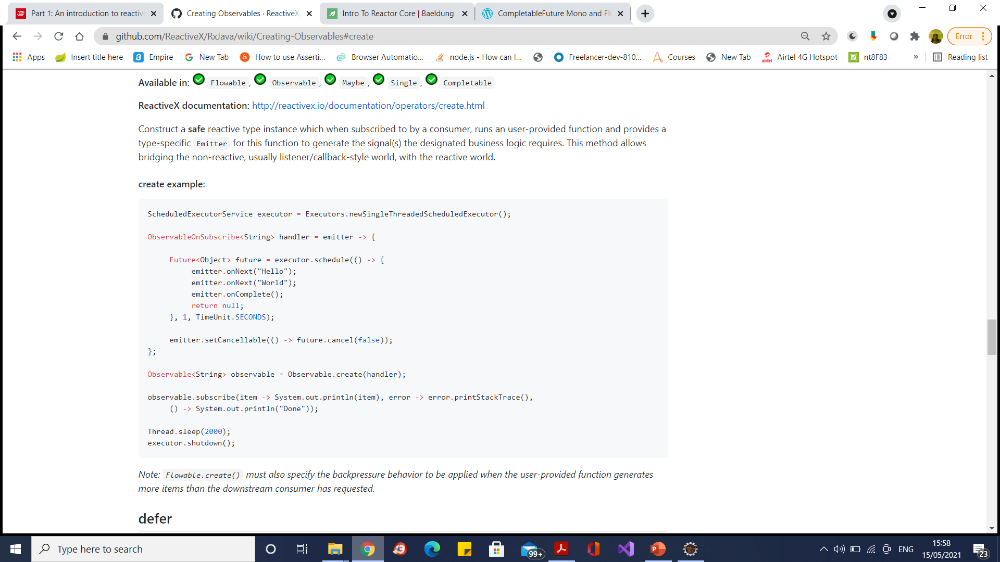 Part 1: An introduction to reactive
Creating Observables · ReactiveX
Intro To Reactor Core | Baeldung
CompletableFuture Mono and Flu
github.com/ReactiveX/RxJava/wiki/Creating-Observables#create
Error
Apps
Insert title here
Empire
New Tab
How to use Asserti...
Browser Automatio...
node.js - How can I...
Freelancer-dev-810...
Courses
New Tab
Airtel 4G Hotspot
nt8F83
»
Reading list
Available in: Flowable, Observable, Maybe, Single, Completable
ReactiveX documentation: http://reactivex.io/documentation/operators/create.html
Construct a safe reactive type instance which when subscribed to by a consumer, runs an user-provided function and provides a
type-specific Emitter for this function to generate the signal(s) the designated business logic requires. This method allows
bridging the non-reactive, usually listener/callback-style world, with the reactive world.
create example:
ScheduledExecutorService executor = Executors.newSingleThreadedScheduledExecutor();
ObservableOnSubscribe<String> handler = emitter -> {
Future<Object> future = executor.schedule(() -> {
emitter.onNext("Hello");
emitter.onNext("World");
emitter.onComplete();
return null;
}, 1, TimeUnit.SECONDS);
emitter.setCancellable(() -> future.cancel(false));
};
Observable<String> observable = Observable.create(handler);
observable.subscribe(item -> System.out.println(item), error -> error.printStackTrace(),
() -> System.out.println("Done"));
Thread.sleep(2000);
executor.shutdown();
Note: Flowable.create() must also specify the backpressure behavior to be applied when the user-provided function generates
more items than the downstream consumer has requested.
defer
Type here to search
99+
ENG
15:58
15/05/2021
23